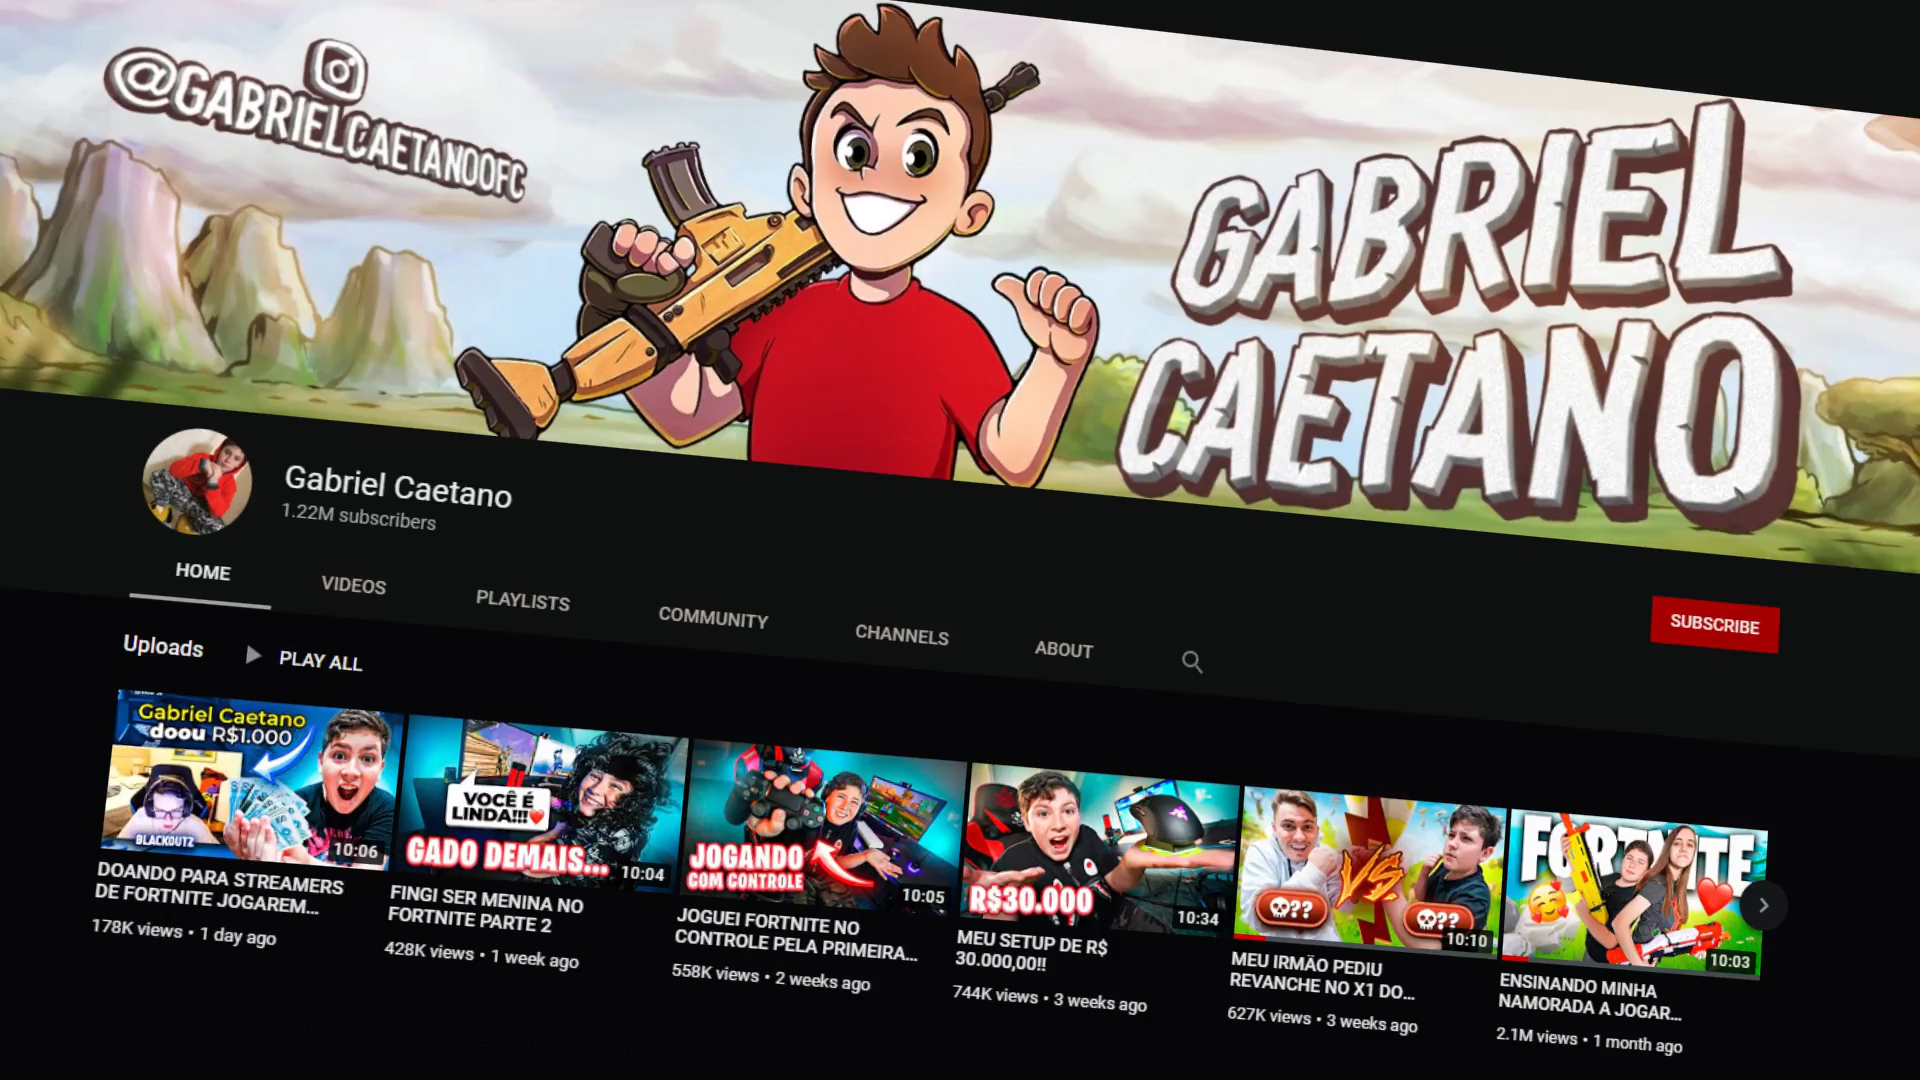 @GABRIELCAETANOOFC
GABRIEL
CAETANO
Gabriel Caetano
1.22M subscribers
HOME
VIDEOS
PLAYLISTS
COMMUNITY
CHANNELS
ABOUT
SUBSCRIBE
Uploads
PLAY ALL
Gabriel Caetano
doou R$1.000
BLACKOUTZ
10:06
DOANDO PARA STREAMERS
DE FORTNITE JOGAREM...
178K views • 1 day ago
VOCÊ É
LINDA!!!
GADO DEMAIS...
10:04
FINGI SER MENINA NO
FORTNITE PARTE 2
428K views • 1 week ago
JOGANDO
COM CONTROLE
10:05
JOGUEI FORTNITE NO
CONTROLE PELA PRIMEIRA...
558K views • 2 weeks ago
R$30.000
10:34
MEU SETUP DE R$
30.000,00!!
744K views • 3 weeks ago
VS
??
??
10:10
MEU IRMÃO PEDIU
REVANCHE NO X1 DO...
627K views • 3 weeks ago
FORTNITE
10:03
ENSINANDO MINHA
NAMORADA A JOGAR...
2.1M views • 1 month ago